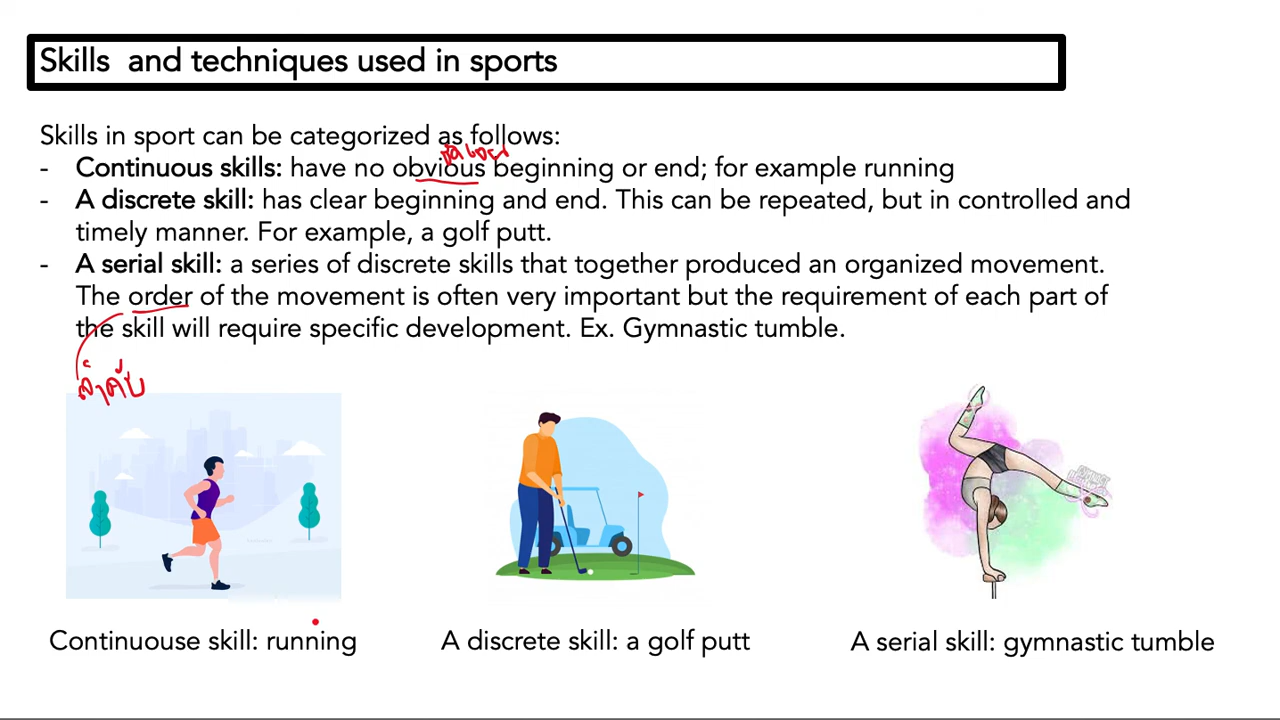 Skills and techniques used in sports
Skills in sport can be categorized as follows:
- Continuous skills: have no obvious beginning or end; for example running
- A discrete skill: has clear beginning and end. This can be repeated, but in controlled and
timely manner. For example, a golf putt.
- A serial skill: a series of discrete skills that together produced an organized movement.
The order of the movement is often very important but the requirement of each part of
the skill will require specific development. Ex. Gymnastic tumble.
ลำดับ
Continuouse skill: running
A discrete skill: a golf putt
A serial skill: gymnastic tumble